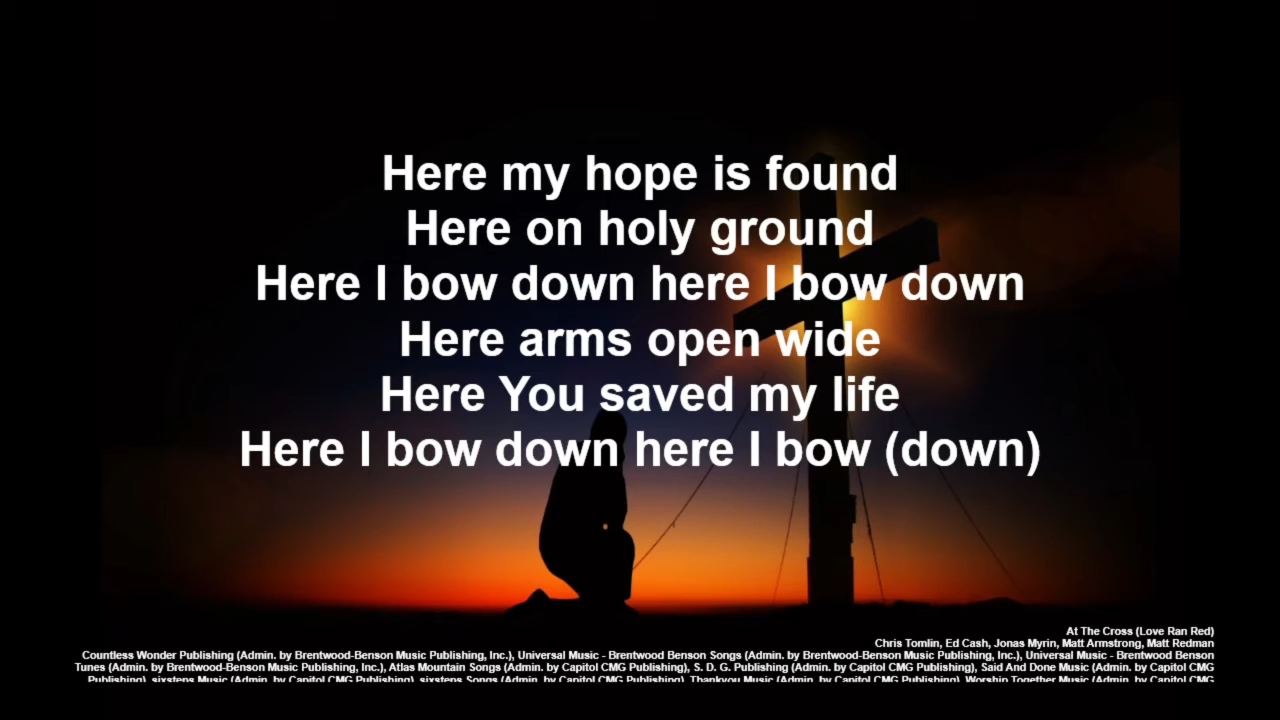 Here my hope is found
Here on holy ground
Here I bow down here I bow down
Here arms open wide
Here You saved my life
Here I bow down here I bow (down)
At The Cross (Love Ran Red)
Chris Tomlin, Ed Cash, Jonas Myrin, Matt Armstrong, Matt Redman
Countless Wonder Publishing (Admin. by Brentwood-Benson Music Publishing, Inc.), Universal Music - Brentwood Benson Songs (Admin. by Brentwood-Benson Music Publishing, Inc.), Universal Music - Brentwood Benson
Tunes (Admin. by Brentwood-Benson Music Publishing, Inc.), Atlas Mountain Songs (Admin. by Capitol CMG Publishing), S. D. G. Publishing (Admin. by Capitol CMG Publishing), Said And Done Music (Admin. by Capitol CMG
Publishing), sixsteps Music (Admin. by Capitol CMG Publishing), sixsteps Songs (Admin. by Capitol CMG Publishing), Thankyou Music (Admin. by Capitol CMG Publishing), Worship Together Music (Admin. by Capitol CMG